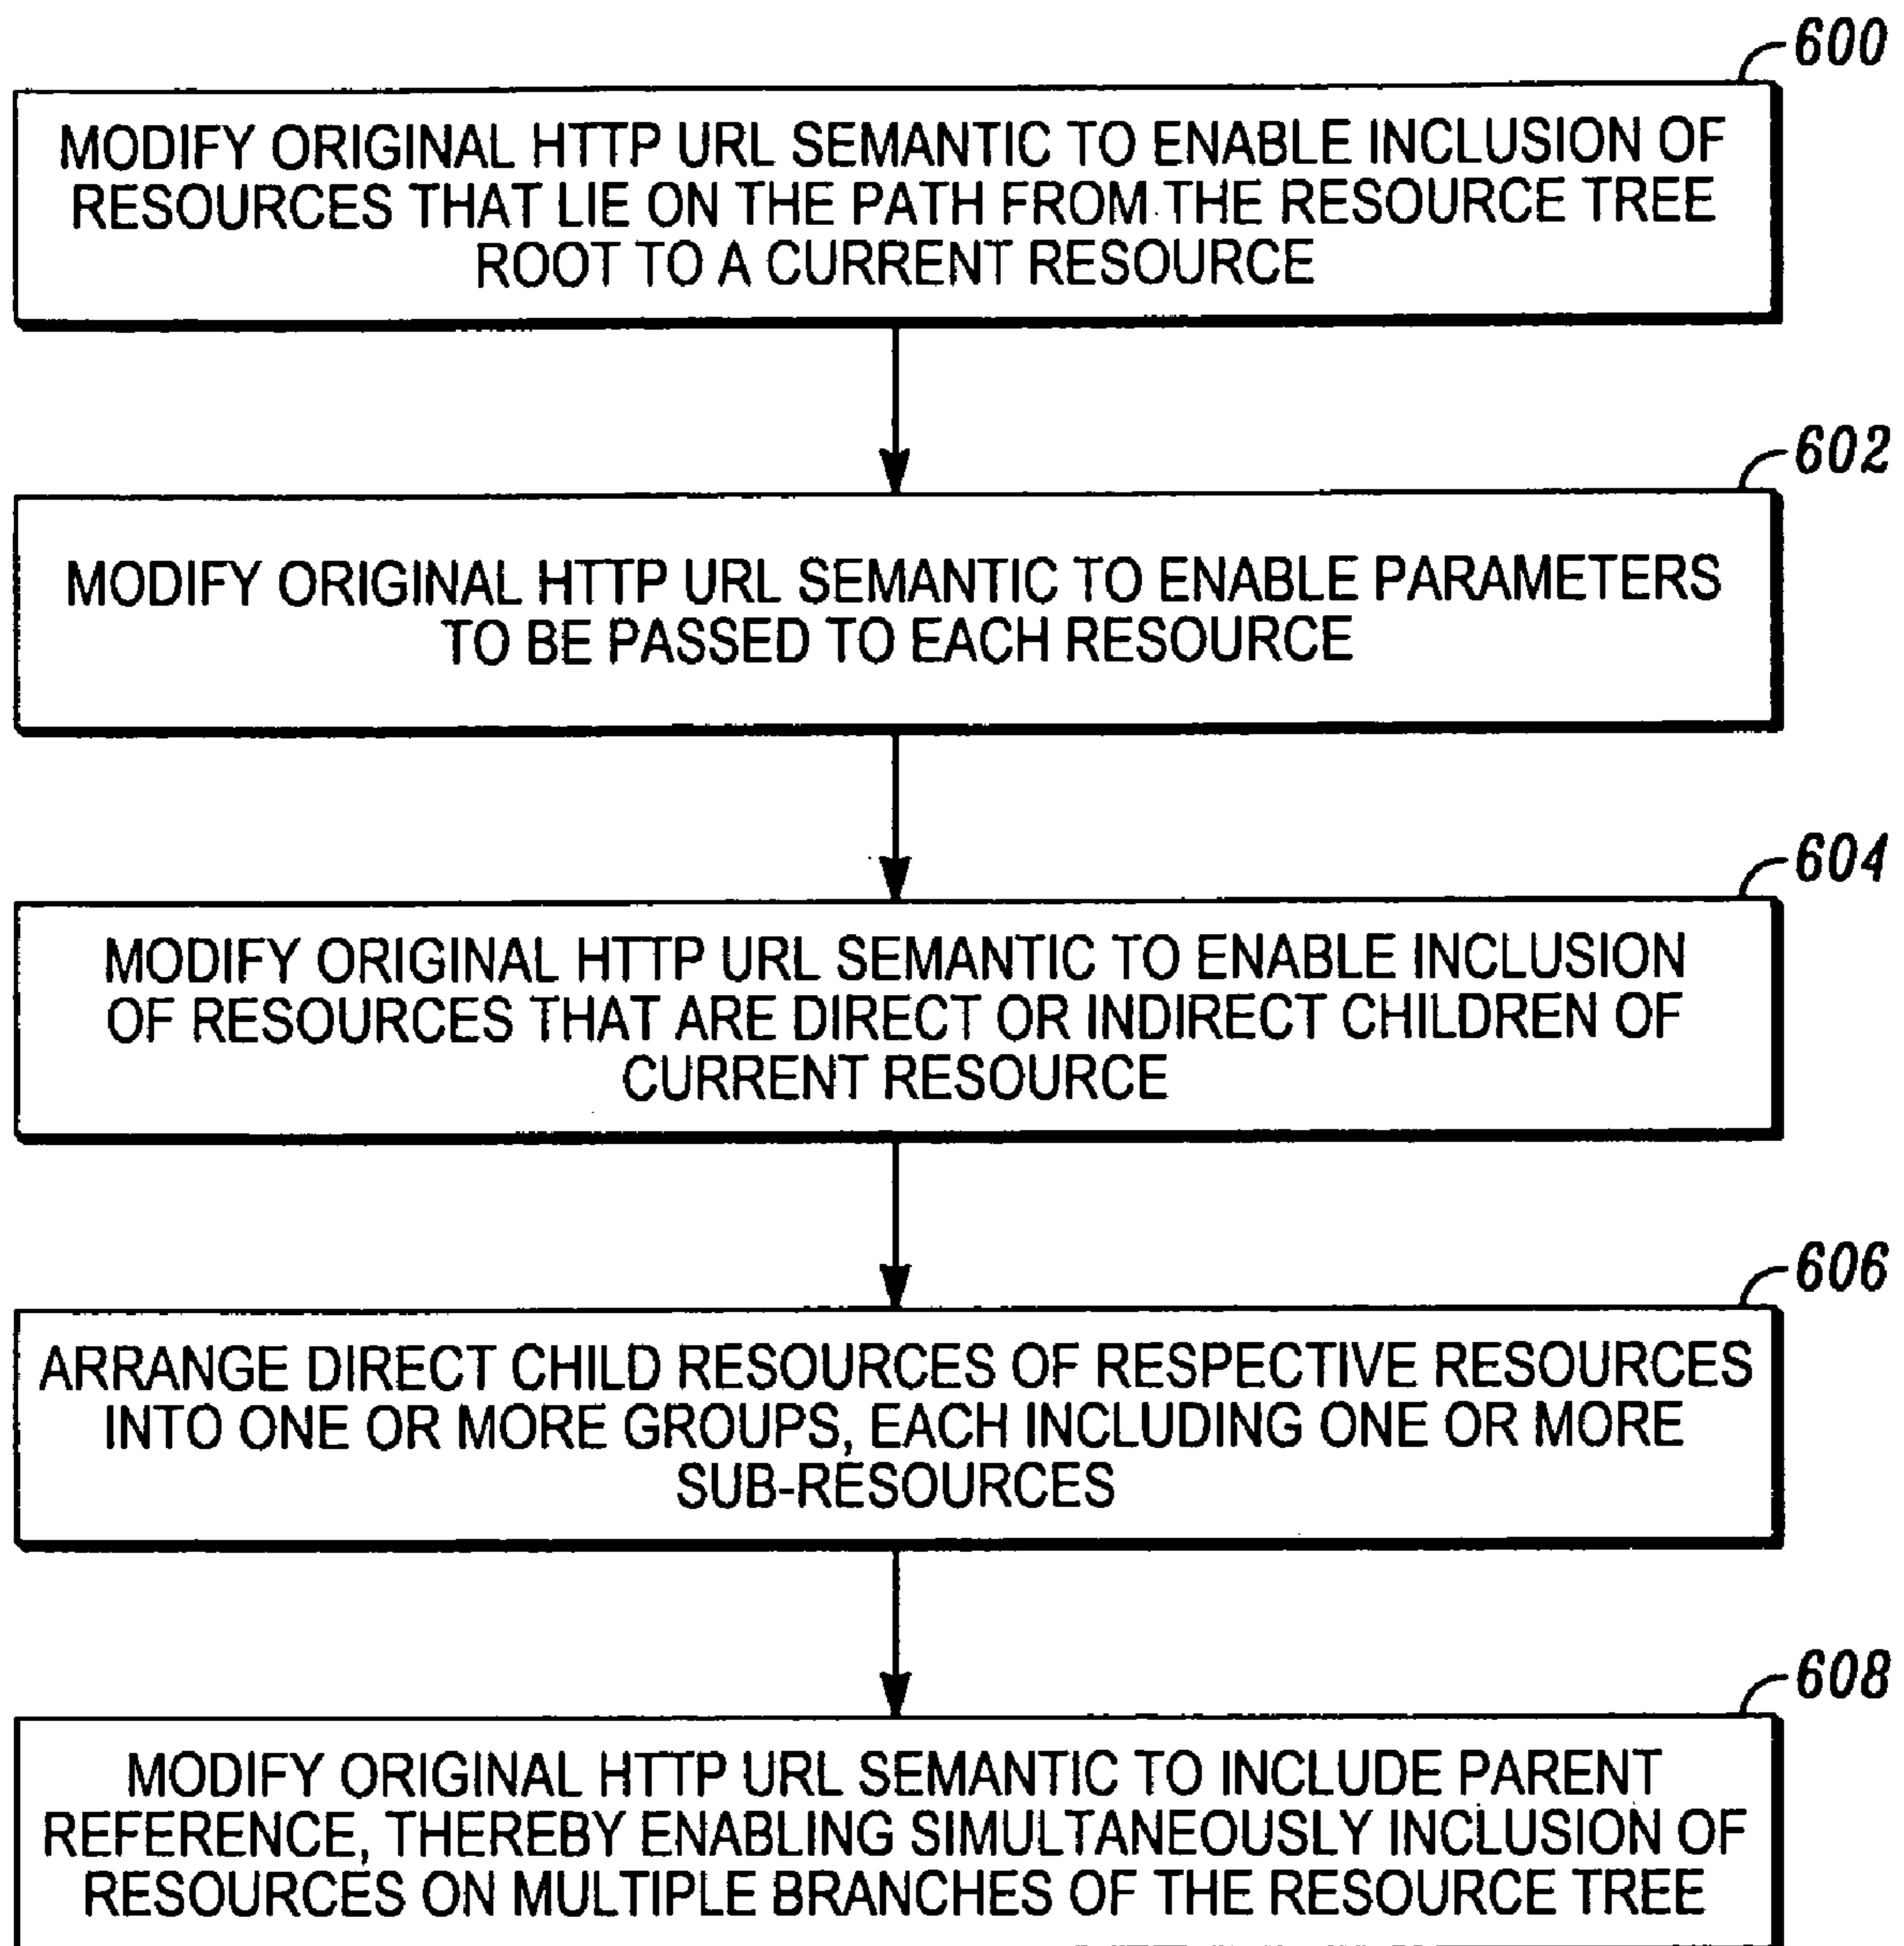 600
MODIFY ORIGINAL HTTP URL SEMANTIC TO ENABLE INCLUSION OF
RESOURCES THAT LIE ON THE PATH FROM THE RESOURCE TREE
ROOT TO A CURRENT RESOURCE
602
MODIFY ORIGINAL HTTP URL SEMANTIC TO ENABLE PARAMETERS
TO BE PASSED TO EACH RESOURCE
604
MODIFY ORIGINAL HTTP URL SEMANTIC TO ENABLE INCLUSION
OF RESOURCES THAT ARE DIRECT OR INDIRECT CHILDREN OF
CURRENT RESOURCE
606
ARRANGE DIRECT CHILD RESOURCES OF RESPECTIVE RESOURCES
INTO ONE OR MORE GROUPS, EACH INCLUDING ONE OR MORE
SUB-RESOURCES
608
MODIFY ORIGINAL HTTP URL SEMANTIC TO INCLUDE PARENT
REFERENCE, THEREBY ENABLING SIMULTANEOUSLY INCLUSION OF
RESOURCES ON MULTIPLE BRANCHES OF THE RESOURCE TREE